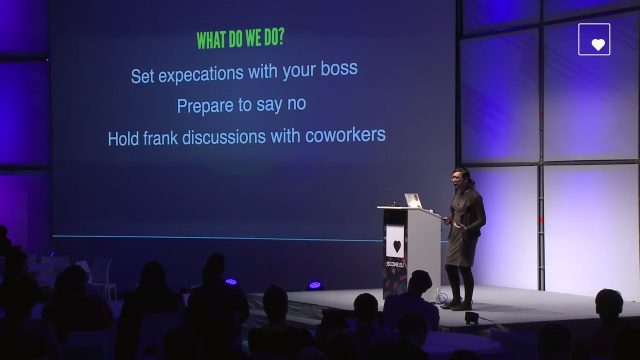 WHAT DO WE DO?
Set expecations with your boss
Prepare to say no
Hold frank discussions with coworkers